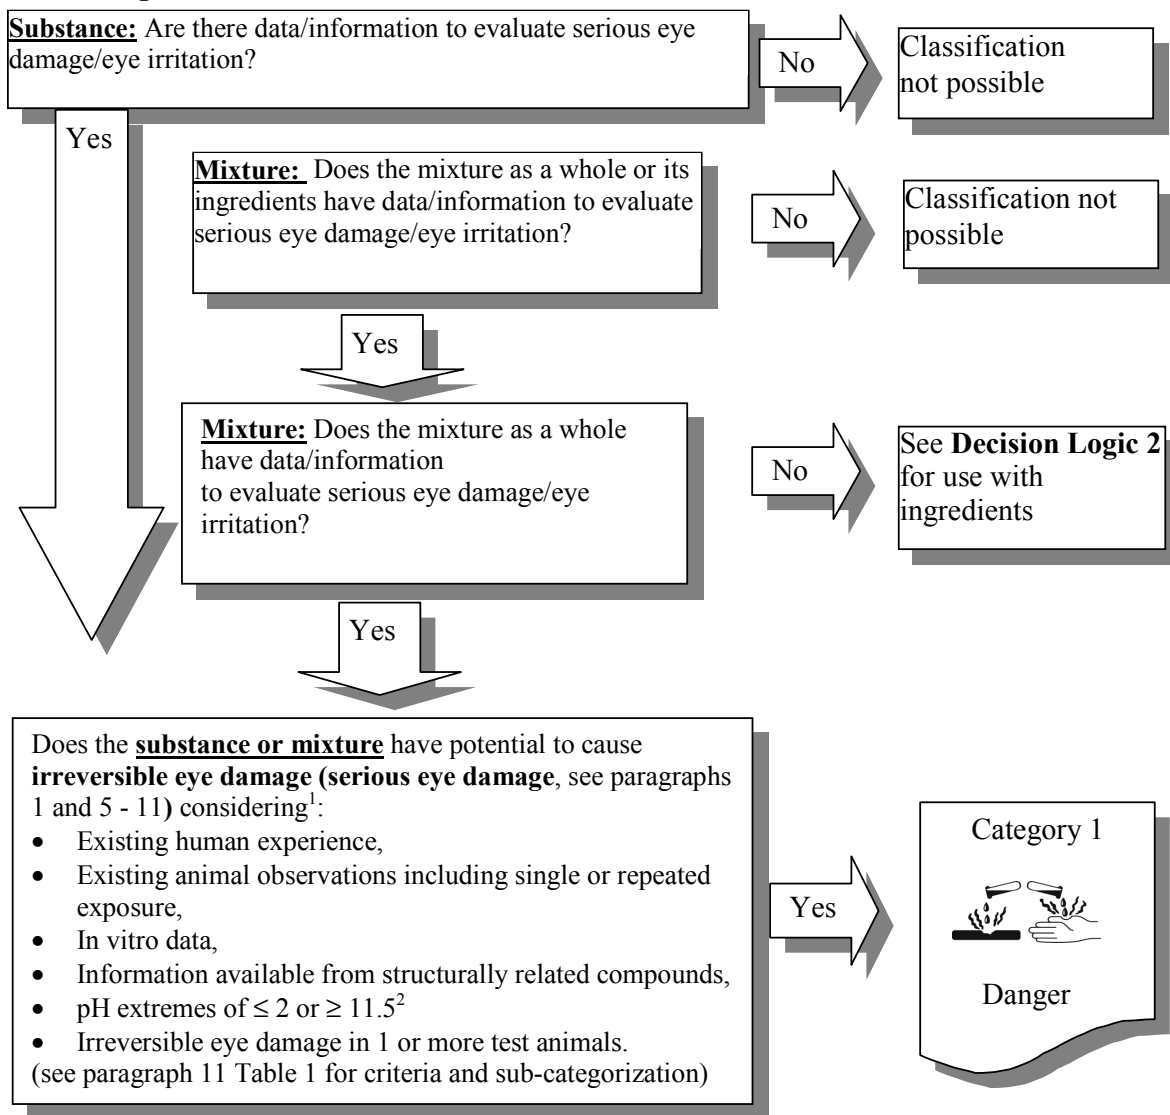 Substance: Are there data/information to evaluate serious eye
damage/eye irritation?
No
Classification
not possible
Yes
Mixture: Does the mixture as a whole or its
ingredients have data/information to evaluate
serious eye damage/eye irritation?
No
Classification not
possible
Yes
Mixture: Does the mixture as a whole
have data/information
to evaluate serious eye damage/eye
irritation?
No
See Decision Logic 2
for use with
ingredients
Yes
Does the substance or mixture have potential to cause
irreversible eye damage (serious eye damage, see paragraphs
1 and 5 - 11) considering¹:
• Existing human experience,
• Existing animal observations including single or repeated
exposure,
• In vitro data,
• Information available from structurally related compounds,
• pH extremes of ≤ 2 or ≥ 11.5²
• Irreversible eye damage in 1 or more test animals.
(see paragraph 11 Table 1 for criteria and sub-categorization)
Yes
Category 1
Danger